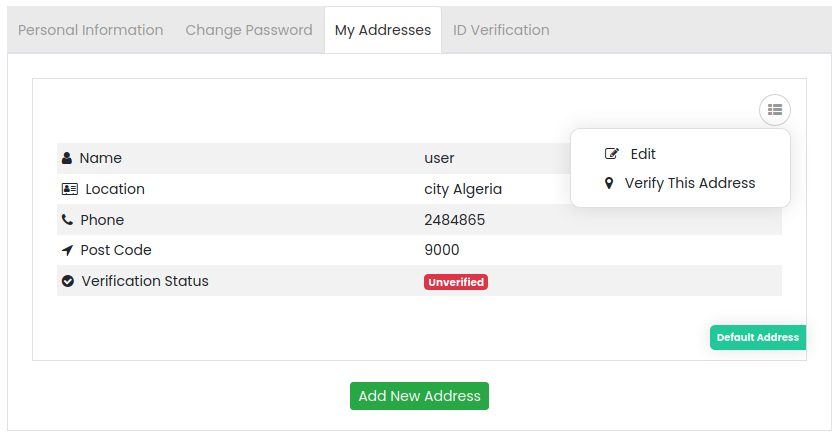 Personal Information Change Password My Addresses ID Verification
Edit
Verify This Address
Name user
Location city Algeria
Phone 2484865
Post Code 9000
Verification Status Unverified
Default Address
Add New Address